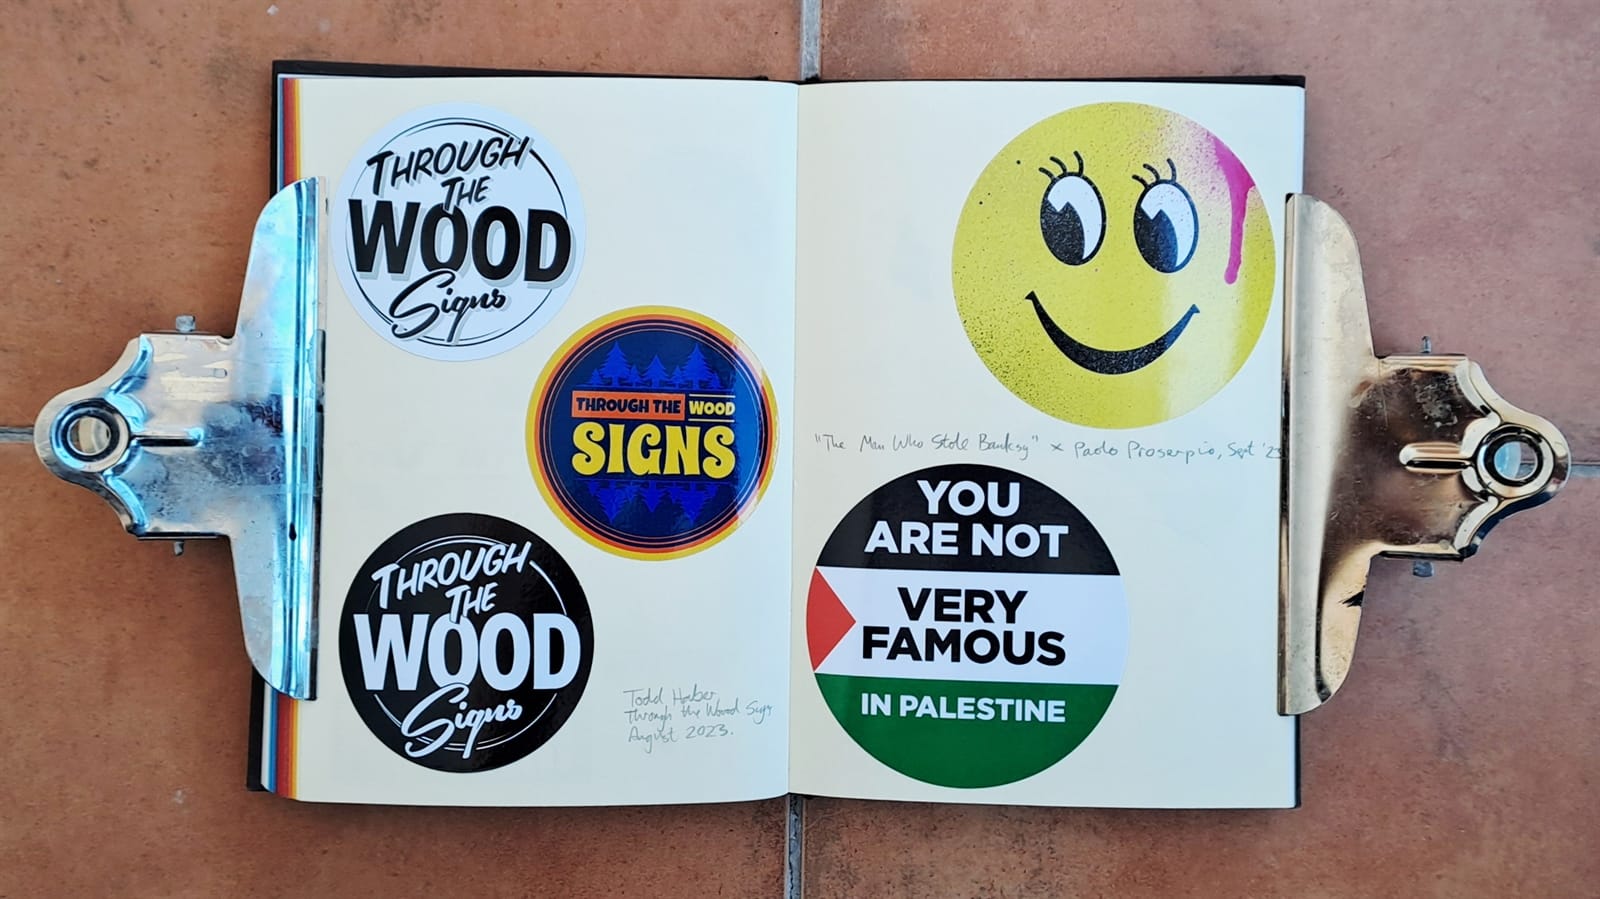 THROUGH
THE
WOOD
Signs
THROUGH THE WOOD
SIGNS
THROUGH
THE
WOOD
Signs
Todd Haber,
Through the Wood Signs
August 2023.
"The Man Who Stole Banksy" × Paolo Proserpio, Sept '23
YOU
ARE NOT
VERY
FAMOUS
IN PALESTINE